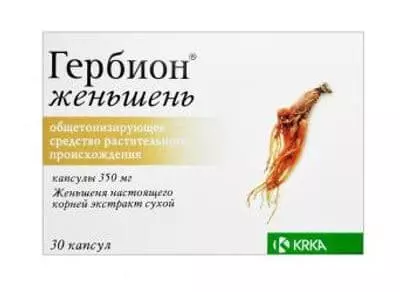 Гербион®
женьшень
общетонизирующее
средство растительного
происхождения
капсулы 350 мг
Женьшеня настоящего
корней экстракт сухой
30 капсул
KRKA